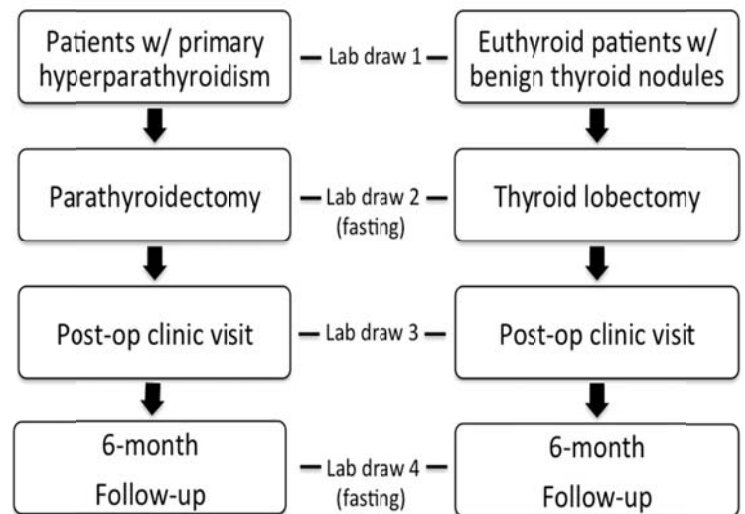 Patients w/ primary
hyperparathyroidism
Lab draw 1
Euthyroid patients w/
benign thyroid nodules
Parathyroidectomy
Lab draw 2
(fasting)
Thyroid lobectomy
Post-op clinic visit
Lab draw 3
Post-op clinic visit
6-month
Follow-up
Lab draw 4
(fasting)
6-month
Follow-up